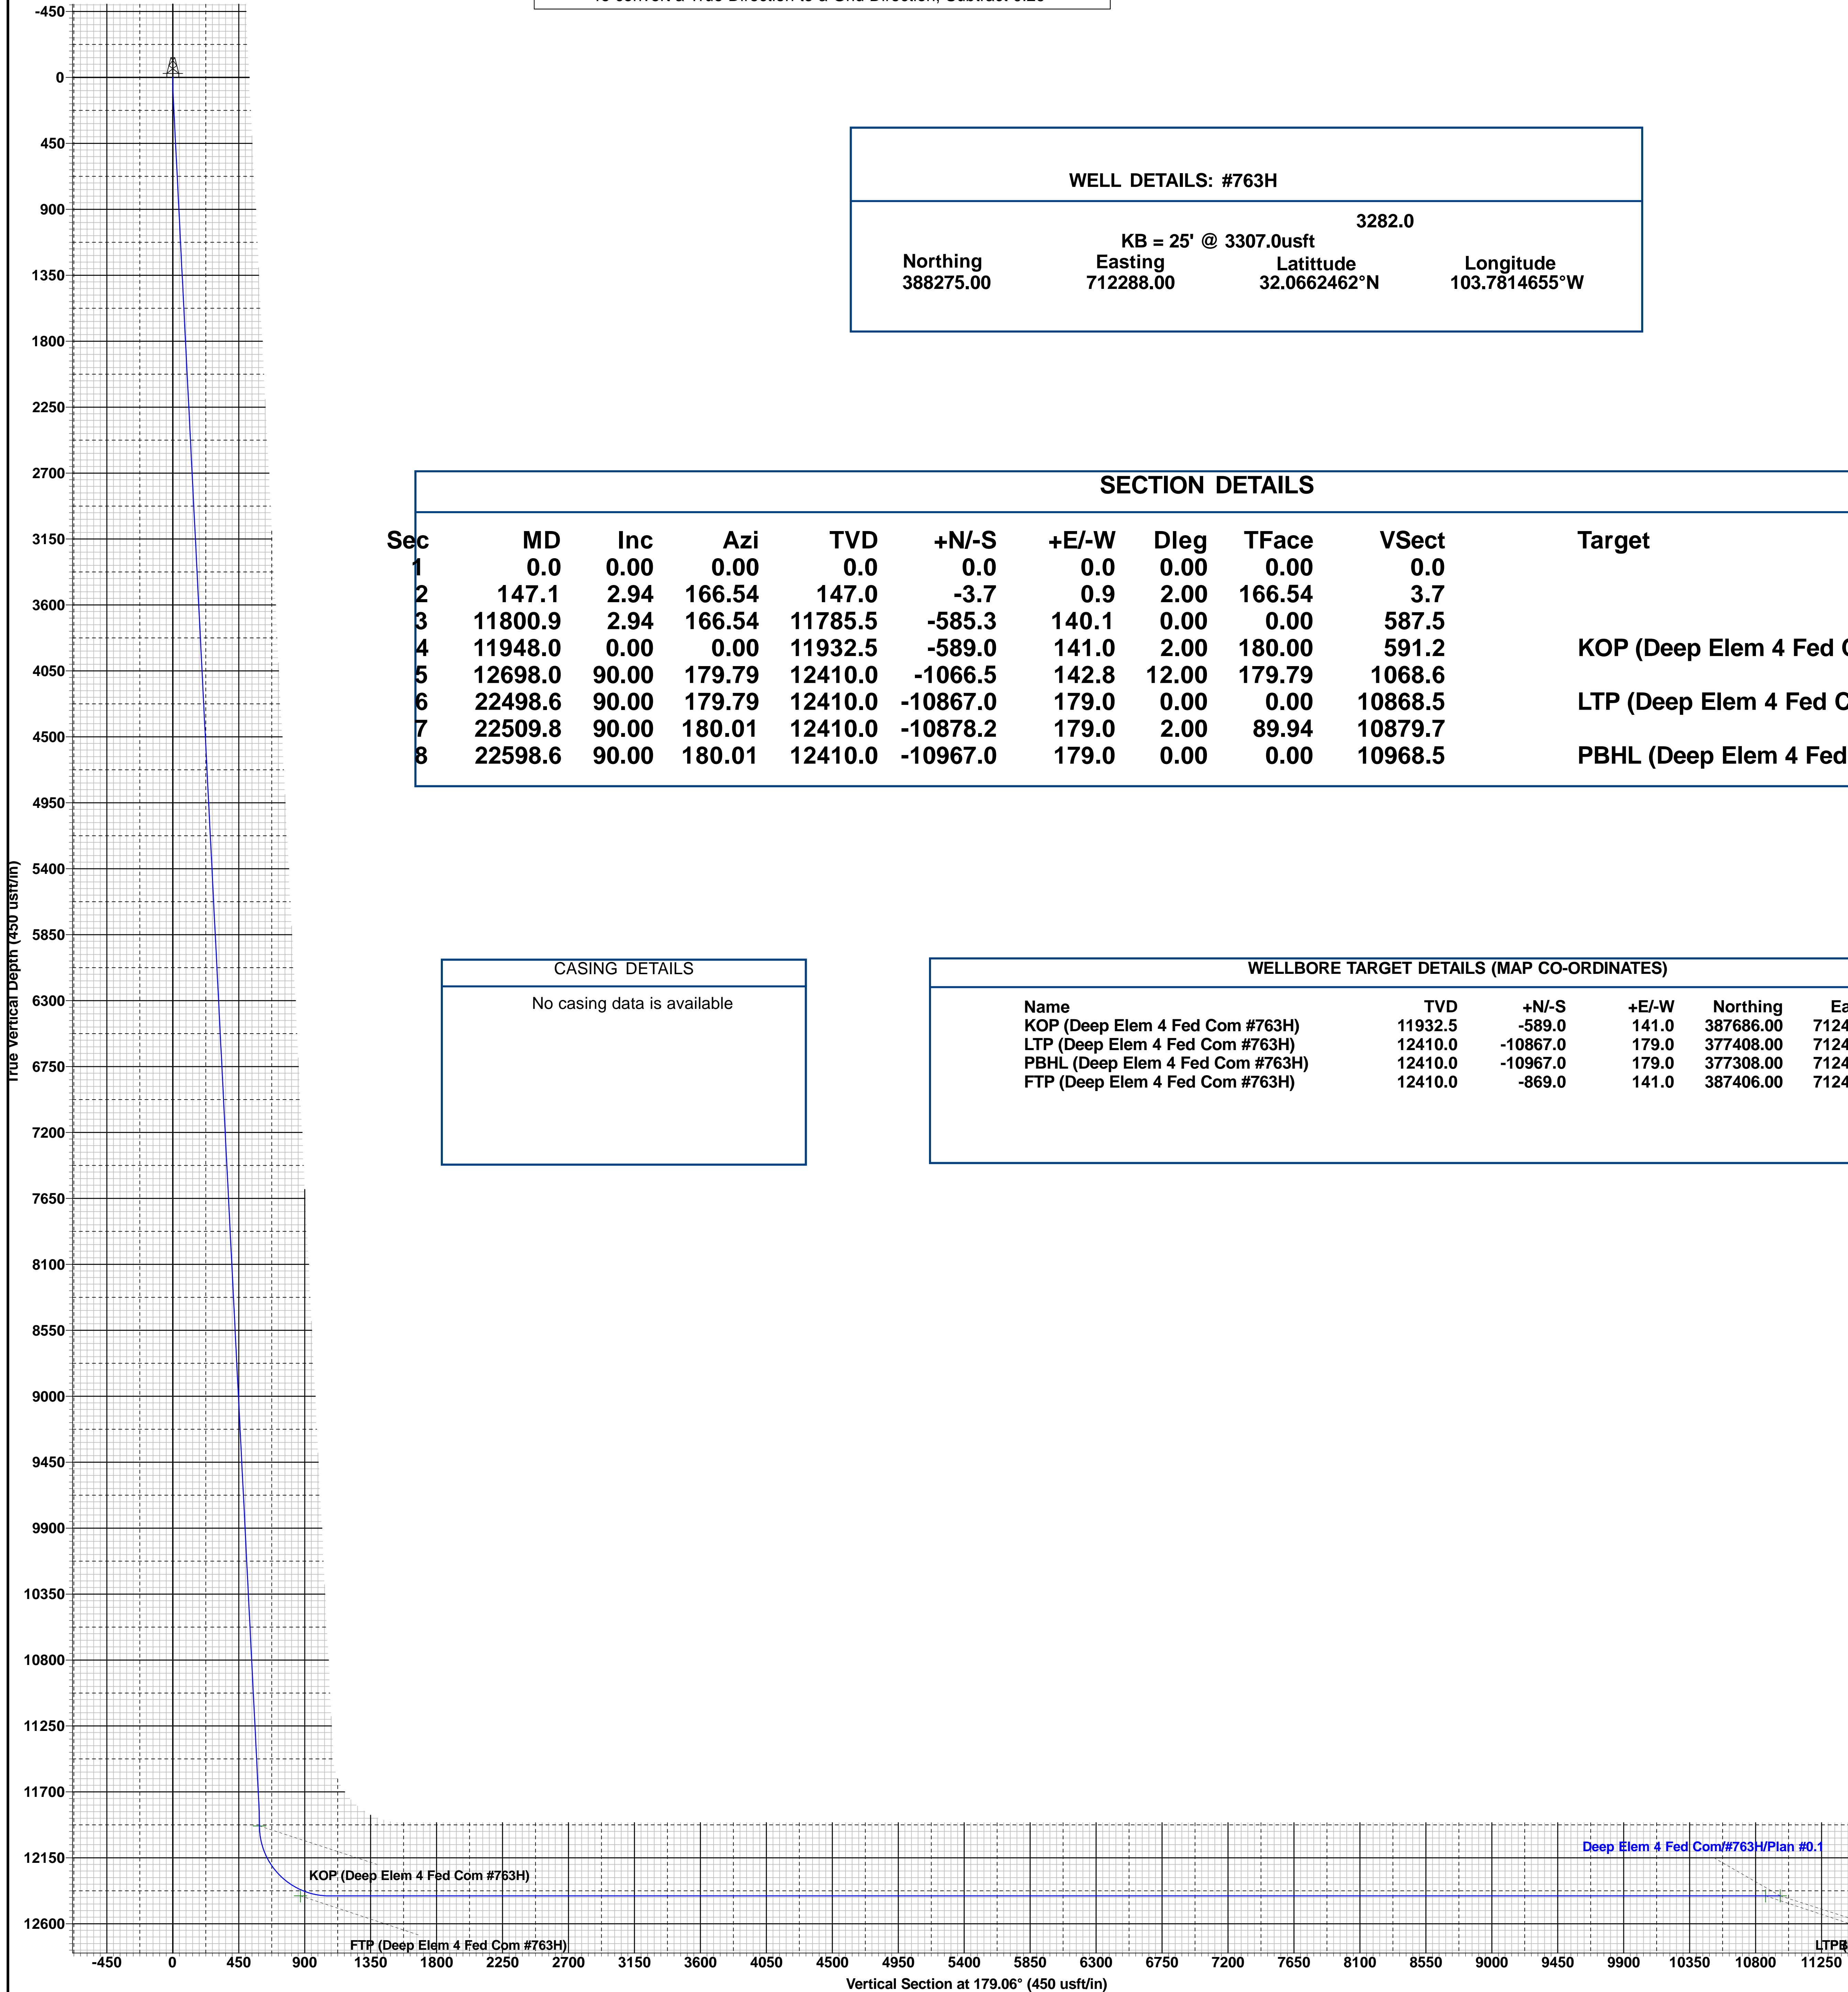 To convert a True Direction to a Grid Direction, Subtract
WELL DETAILS: #763H
3282.0
KB = 25' @ 3307.0usft
Northing Easting Latittude Longitude
388275.00 712288.00 32.0662462°N 103.7814655°W
SECTION DETAILS
Sec MD Inc Azi TVD +N/-S +E/-W Dleg TFace VSect Target
1 0.0 0.00 0.00 0.0 0.0 0.0 0.00 0.00 0.0
2 147.1 2.94 166.54 147.0 -3.7 0.9 2.00 166.54 3.7
3 11800.9 2.94 166.54 11785.5 -585.3 140.1 0.00 0.00 587.5
4 11948.0 0.00 0.00 11932.5 -589.0 141.0 2.00 180.00 591.2 KOP (Deep Elem 4 Fed
5 12698.0 90.00 179.79 12410.0 -1066.5 142.8 12.00 179.79 1068.6
6 22498.6 90.00 179.79 12410.0 -10867.0 179.0 0.00 0.00 10868.5 LTP (Deep Elem 4 Fed
7 22509.8 90.00 180.01 12410.0 -10878.2 179.0 2.00 89.94 10879.7
8 22598.6 90.00 180.01 12410.0 -10967.0 179.0 0.00 0.00 10968.5 PBHL (Deep Elem 4 Fed
CASING DETAILS
No casing data is available
WELLBORE TARGET DETAILS (MAP CO-ORDINATES)
Name TVD +N/-S +E/-W Northing Ea
KOP (Deep Elem 4 Fed Com #763H) 11932.5 -589.0 141.0 387686.00 7124
LTP (Deep Elem 4 Fed Com #763H) 12410.0 -10867.0 179.0 377408.00 7124
PBHL (Deep Elem 4 Fed Com #763H) 12410.0 -10967.0 179.0 377308.00 7124
FTP (Deep Elem 4 Fed Com #763H) 12410.0 -869.0 141.0 387406.00 7124
True Vertical Depth (450 usft/in)
-450
0
450
900
1350
1800
2250
2700
3150
3600
4050
4500
4950
5400
5850
6300
6750
7200
7650
8100
8550
9000
9450
9900
10350
10800
11250
11700
12150
12600
Deep Elem 4 Fed Com/#763H/Plan #0.1
KOP (Deep Elem 4 Fed Com #763H)
FTP (Deep Elem 4 Fed Com #763H)
-450 0 450 900 1350 1800 2250 2700 3150 3600 4050 4500 4950 5400 5850 6300 6750 7200 7650 8100 8550 9000 9450 9900 10350 10800 11250
Vertical Section at 179.06° (450 usft/in)